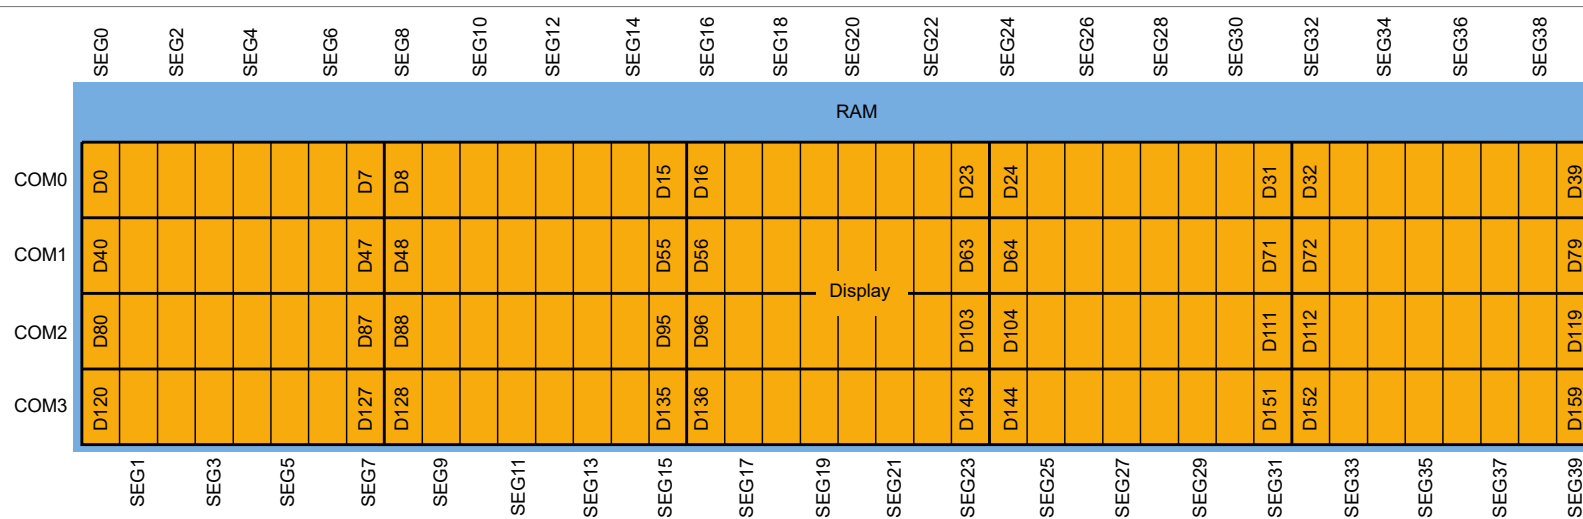 SEG0 SEG2 SEG4 SEG6 SEG8 SEG10 SEG12 SEG14 SEG16 SEG18 SEG20 SEG22 SEG24 SEG26 SEG28 SEG30 SEG32 SEG34 SEG36 SEG38
RAM
COM0 D0 D7 D8 D15 D16 D23 D24 D31 D32 D39
COM1 D40 D47 D48 D55 D56 D63 D64 D71 D72 D79
Display
COM2 D80 D87 D88 D95 D96 D103 D104 D111 D112 D119
COM3 D120 D127 D128 D135 D136 D143 D144 D151 D152 D159
SEG1 SEG3 SEG5 SEG7 SEG9 SEG11 SEG13 SEG15 SEG17 SEG19 SEG21 SEG23 SEG25 SEG27 SEG29 SEG31 SEG33 SEG35 SEG37 SEG39